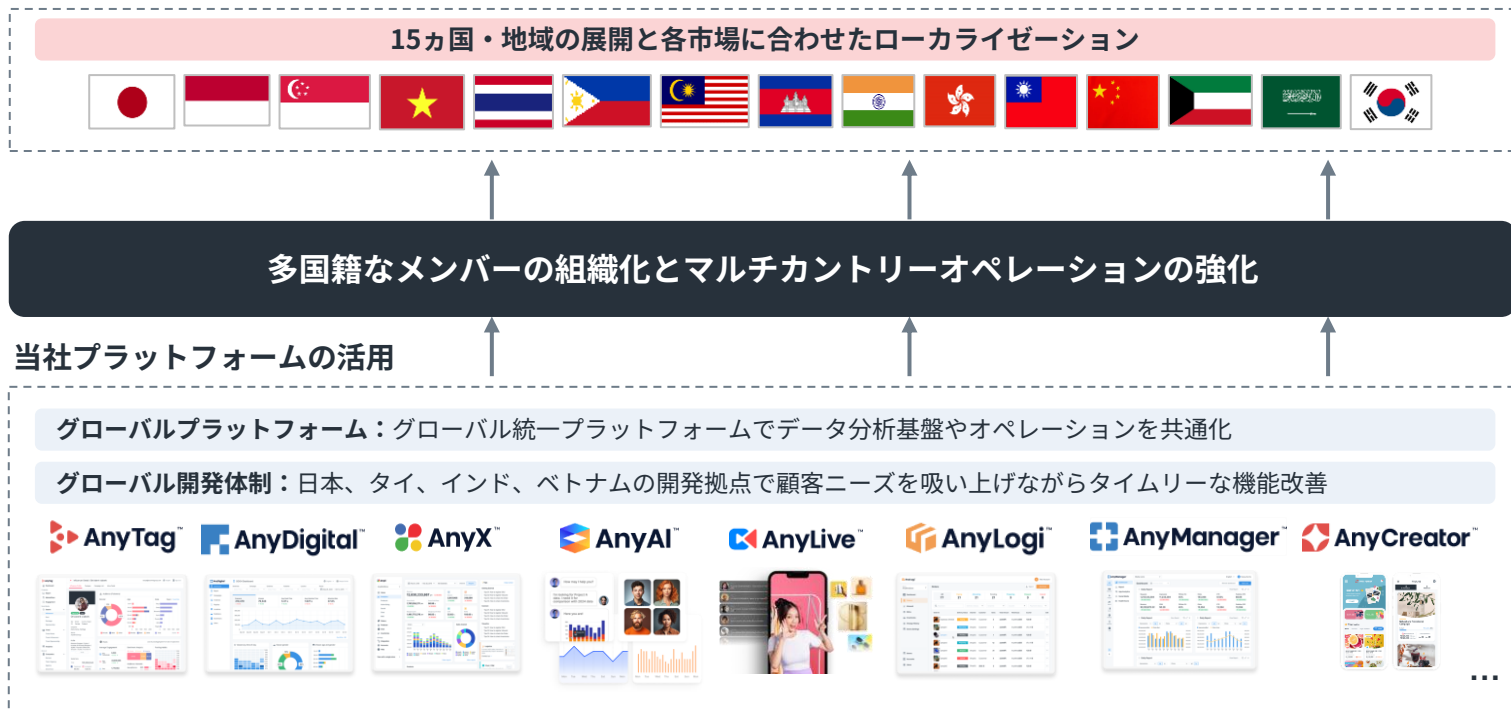 15ヵ国・地域の展開と各市場に合わせたローカライゼーション
多国籍なメンバーの組織化とマルチカントリーオペレーションの強化
当社プラットフォームの活用
グローバルプラットフォーム：グローバル統一プラットフォームでデータ分析基盤やオペレーションを共通化
グローバル開発体制：日本、タイ、インド、ベトナムの開発拠点で顧客ニーズを吸い上げながらタイムリーな機能改善
AnyTag™ AnyDigital™ AnyX™ AnyAI™ AnyLive™ AnyLogi™ AnyManager™ AnyCreator™
...